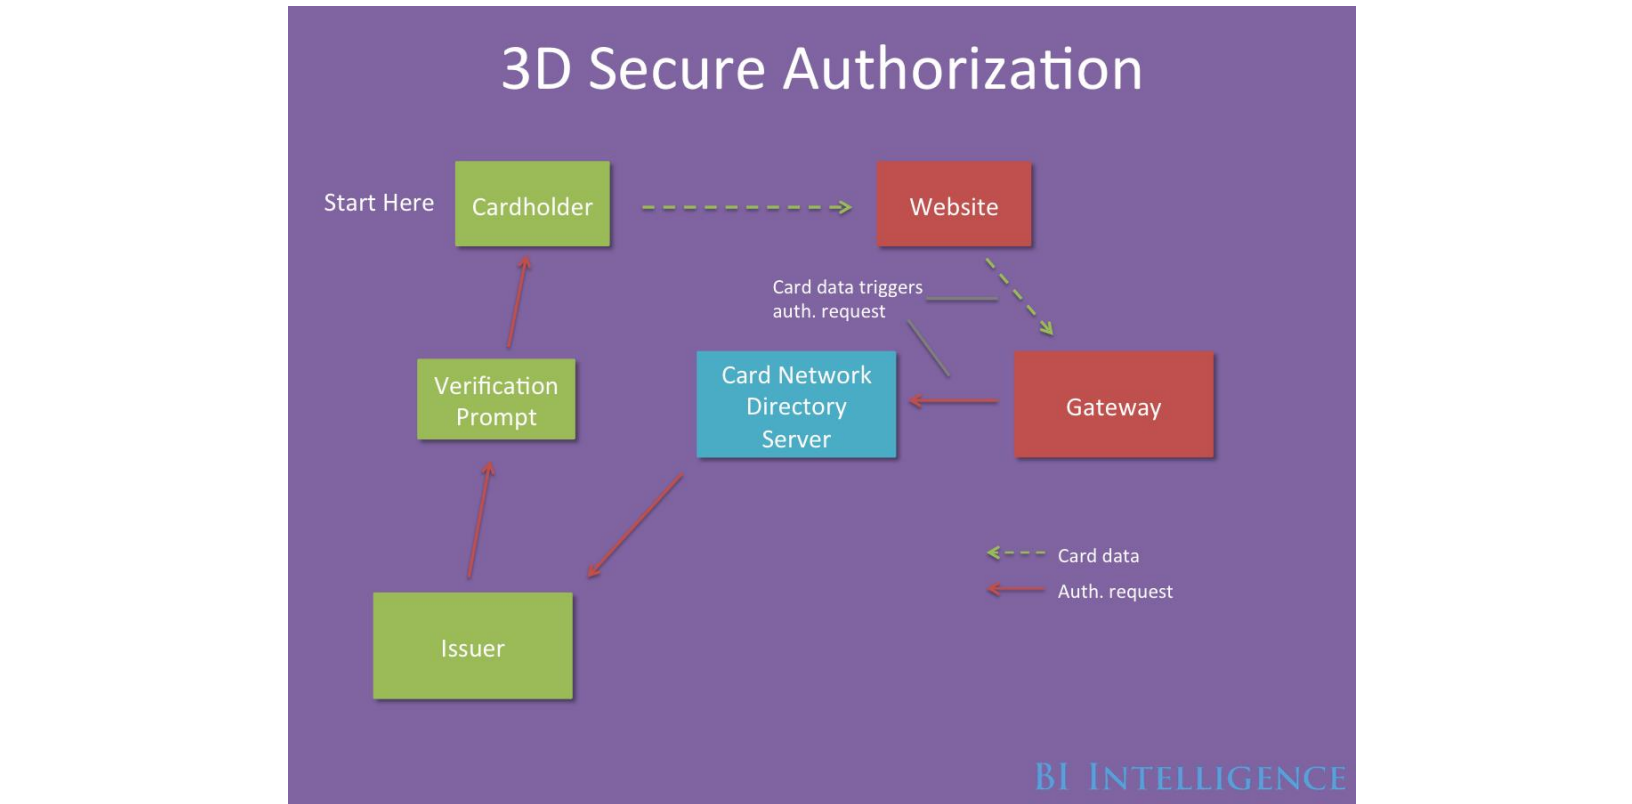 3D Secure Authorization
Start Here
Cardholder
Website
Card data triggers
auth. request
Verification
Prompt
Card Network
Directory
Server
Gateway
Card data
Auth. request
Issuer
BI INTELLIGENCE